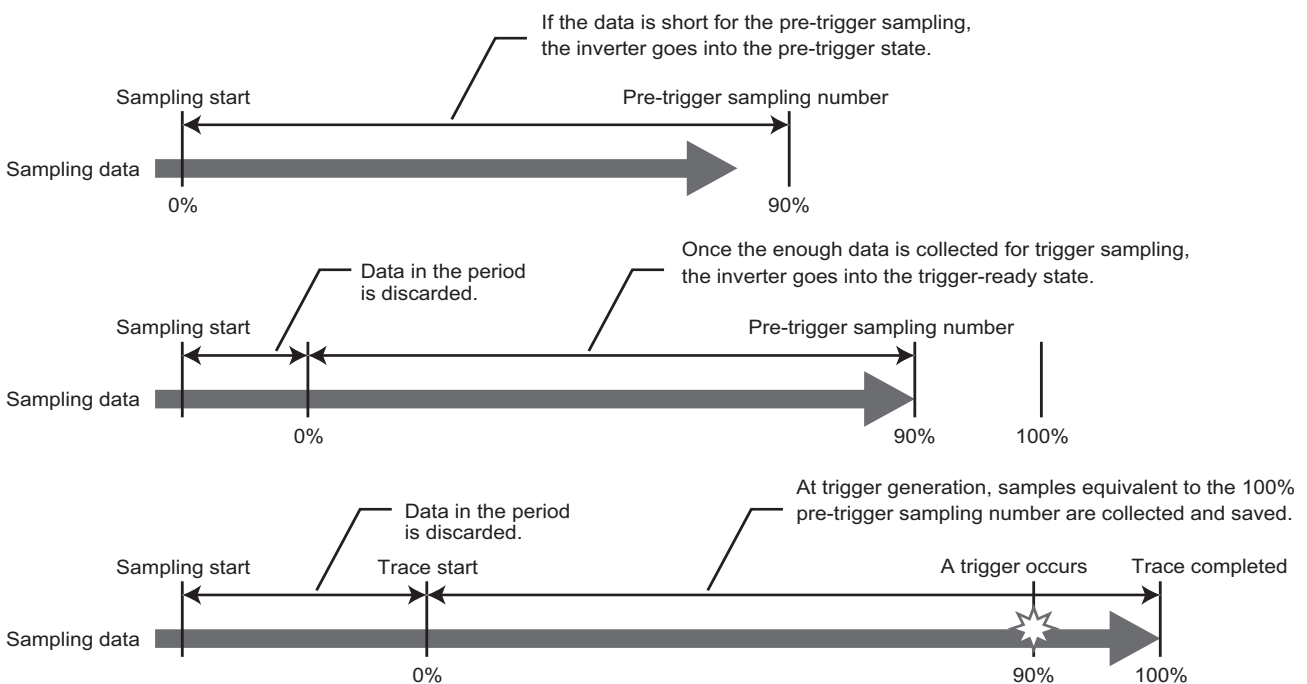 If the data is short for the pre-trigger sampling,
the inverter goes into the pre-trigger state.
Sampling start
Pre-trigger sampling number
Sampling data
0%
90%
Once the enough data is collected for trigger sampling,
the inverter goes into the trigger-ready state.
Data in the period
is discarded.
Sampling start
Pre-trigger sampling number
Sampling data
0%
90%
100%
At trigger generation, samples equivalent to the 100%
pre-trigger sampling number are collected and saved.
Data in the period
is discarded.
Sampling start
Trace start
A trigger occurs
Trace completed
Sampling data
0%
90%
100%